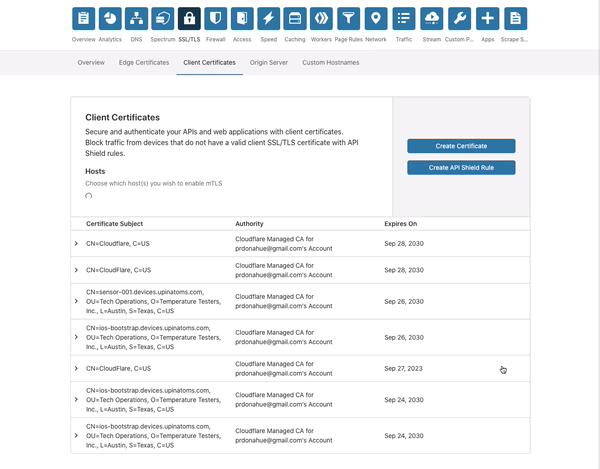 Overview Analytics DNS Spectrum SSL/TLS Firewall Access Speed Caching Workers Page Rules Network Traffic Stream Custom P... Apps Scrape S...
Overview Edge Certificates Client Certificates Origin Server Custom Hostnames
Client Certificates
Secure and authenticate your APIs and web applications with client certificates.
Block traffic from devices that do not have a valid client SSL/TLS certificate with API
Shield rules.
Create Certificate
Create API Shield Rule
Hosts
Choose which host(s) you wish to enable mTLS
Certificate Subject Authority Expires On
CN=Cloudflare, C=US
Cloudflare Managed CA for
prdonahue@gmail.com's Account
Sep 28, 2030
CN=CloudFlare, C=US
Cloudflare Managed CA for
prdonahue@gmail.com's Account
Sep 28, 2030
CN=sensor-001.devices.upinatoms.com,
OU=Tech Operations, O=Temperature Testers,
Inc., L=Austin, S=Texas, C=US
Cloudflare Managed CA for
prdonahue@gmail.com's Account
Sep 26, 2030
CN=ios-bootstrap.devices.upinatoms.com,
OU=Tech Operations, O=Temperature Testers,
Inc., L=Austin, S=Texas, C=US
Cloudflare Managed CA for
prdonahue@gmail.com's Account
Sep 26, 2030
CN=CloudFlare, C=US
Cloudflare Managed CA for
prdonahue@gmail.com's Account
Sep 27, 2023
CN=ios-bootstrap.devices.upinatoms.com,
OU=Tech Operations, O=Temperature Testers,
Inc., L=Austin, S=Texas, C=US
Cloudflare Managed CA for
prdonahue@gmail.com's Account
Sep 24, 2030
CN=ios-bootstrap.devices.upinatoms.com,
OU=Tech Operations, O=Temperature Testers,
Inc., L=Austin, S=Texas, C=US
Cloudflare Managed CA for
prdonahue@gmail.com's Account
Sep 24, 2030